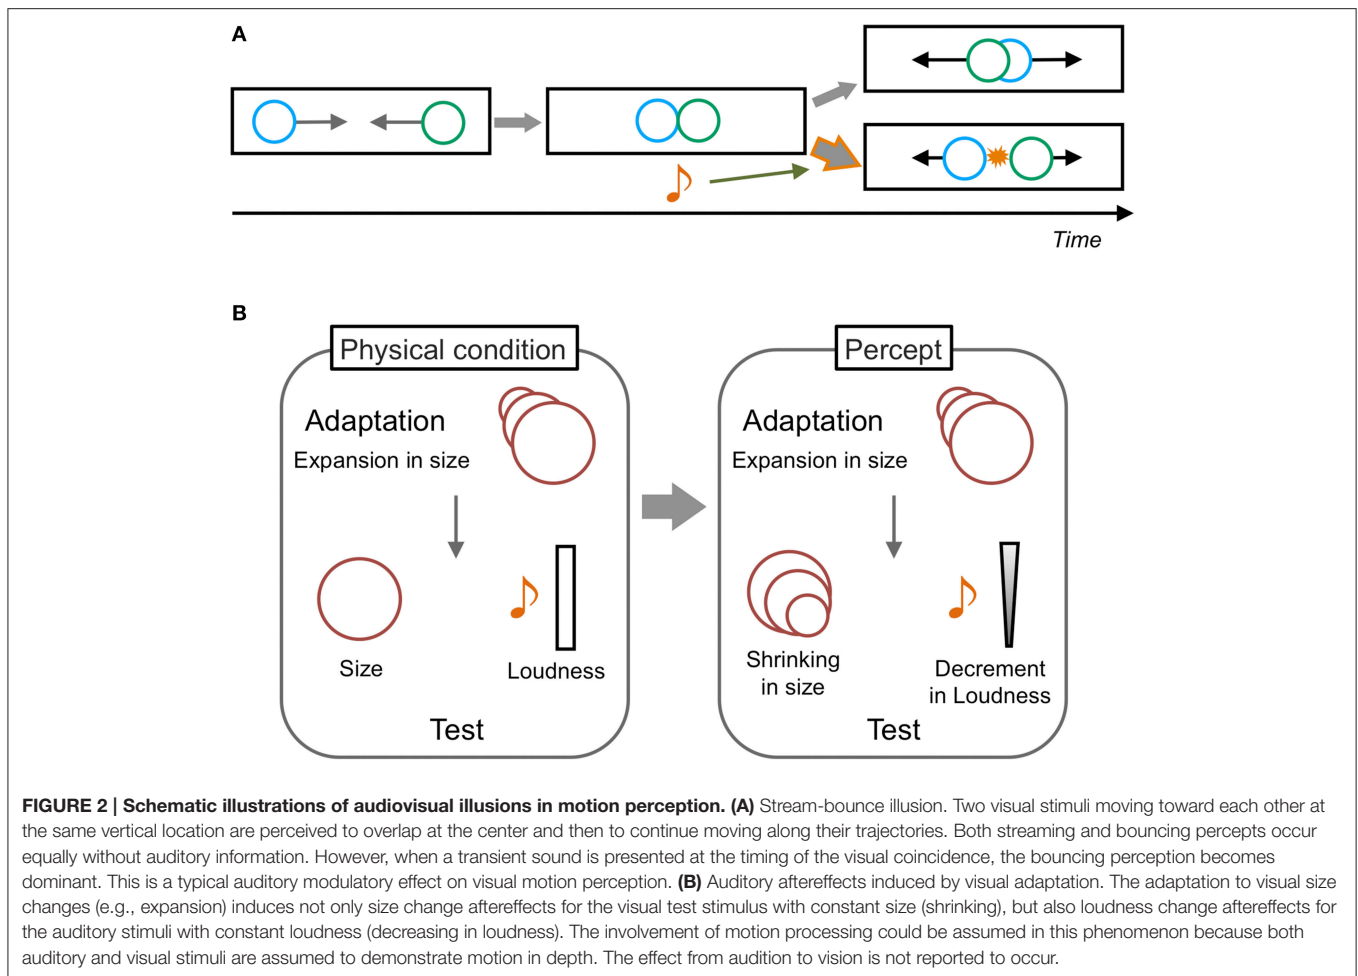 A
Time
B
Physical condition
Adaptation
Expansion in size
Size
Loudness
Test
Percept
Adaptation
Expansion in size
Shrinking
in size
Decrement
in Loudness
Test
FIGURE 2 | Schematic illustrations of audiovisual illusions in motion perception. (A) Stream-bounce illusion. Two visual stimuli moving toward each other at
the same vertical location are perceived to overlap at the center and then to continue moving along their trajectories. Both streaming and bouncing percepts occur
equally without auditory information. However, when a transient sound is presented at the timing of the visual coincidence, the bouncing perception becomes
dominant. This is a typical auditory modulatory effect on visual motion perception. (B) Auditory aftereffects induced by visual adaptation. The adaptation to visual size
changes (e.g., expansion) induces not only size change aftereffects for the visual test stimulus with constant size (shrinking), but also loudness change aftereffects for
the auditory stimuli with constant loudness (decreasing in loudness). The involvement of motion processing could be assumed in this phenomenon because both
auditory and visual stimuli are assumed to demonstrate motion in depth. The effect from audition to vision is not reported to occur.